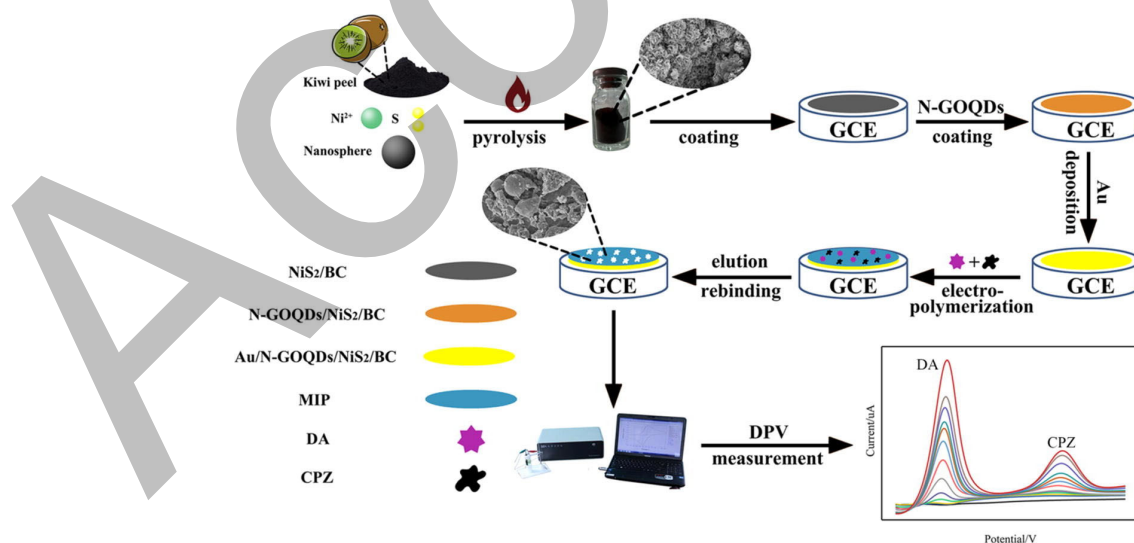 Kiwi peel
Ni²⁺ S
Nanosphere
pyrolysis
coating
GCE
N-GOQDs
coating
GCE
Au
deposition
GCE
+
electro-
polymerization
GCE
elution
rebinding
GCE
NiS₂/BC
N-GOQDs/NiS₂/BC
Au/N-GOQDs/NiS₂/BC
MIP
DA
CPZ
DPV
measurement
DA
CPZ
Current/uA
Potential/V